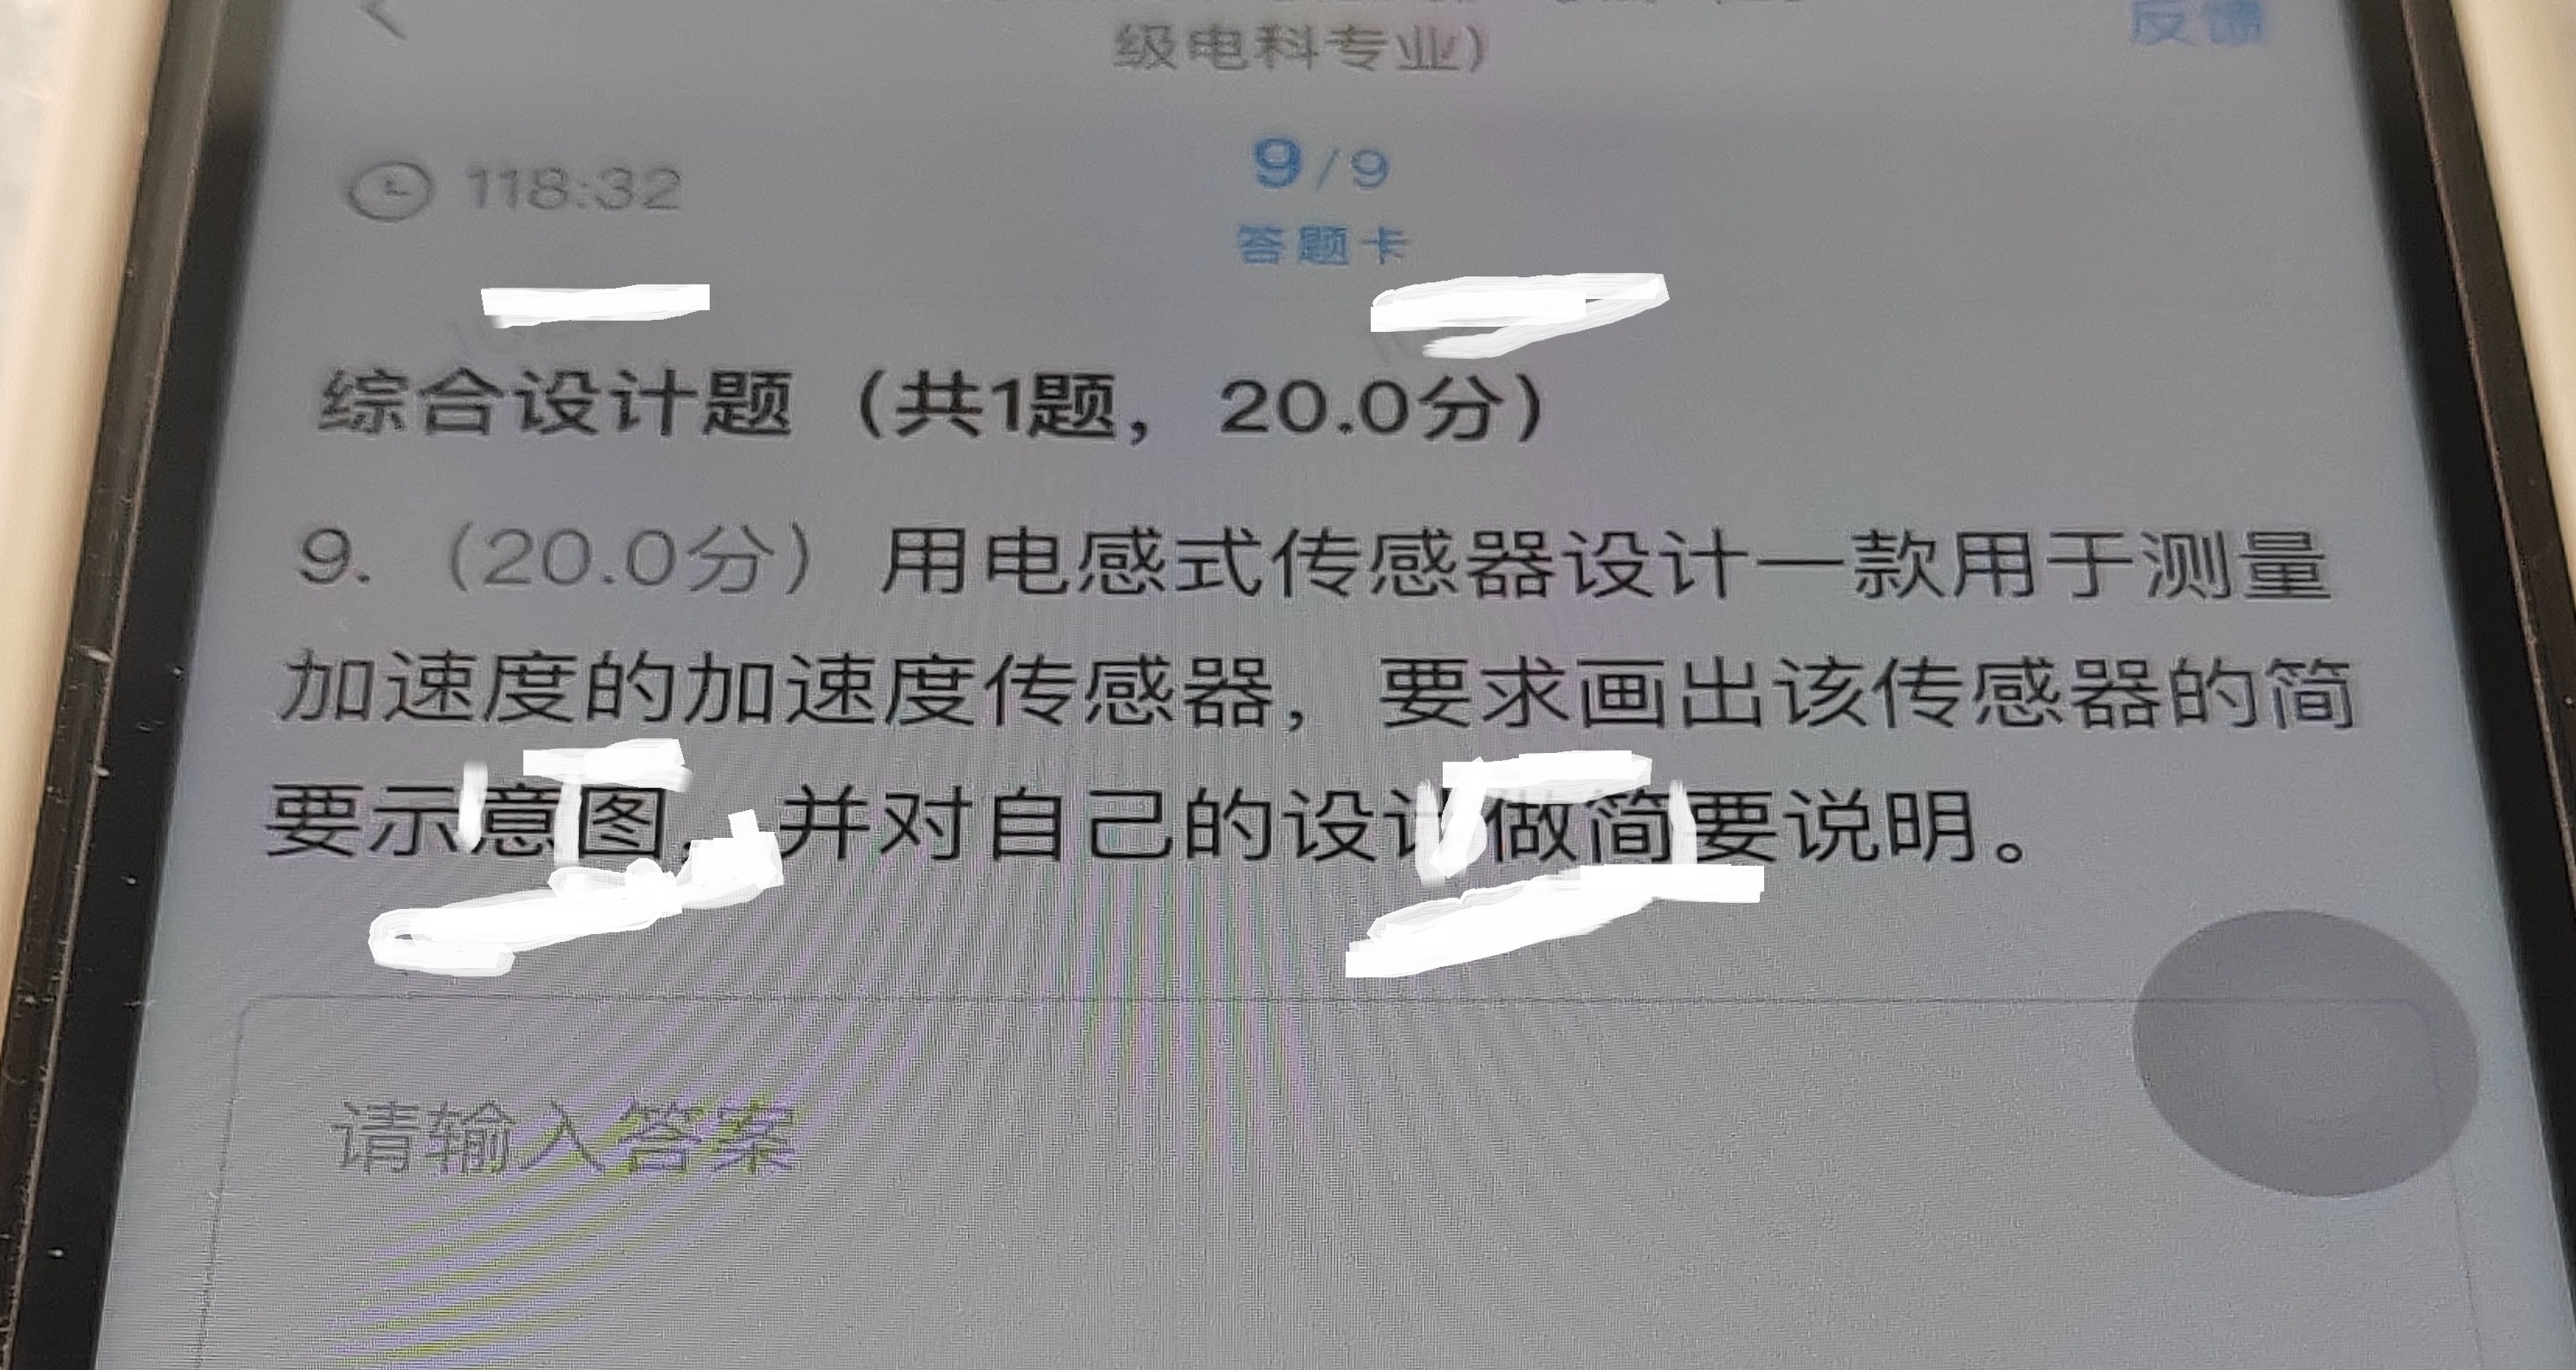 级电科专业）
反馈
118:32
9/9
答题卡
综合设计题（共1题，20.0分）
9.（20.0分）用电感式传感器设计一款用于测量
加速度的加速度传感器，要求画出该传感器的简
要示意图，并对自己的设计做简要说明。
请输入答案